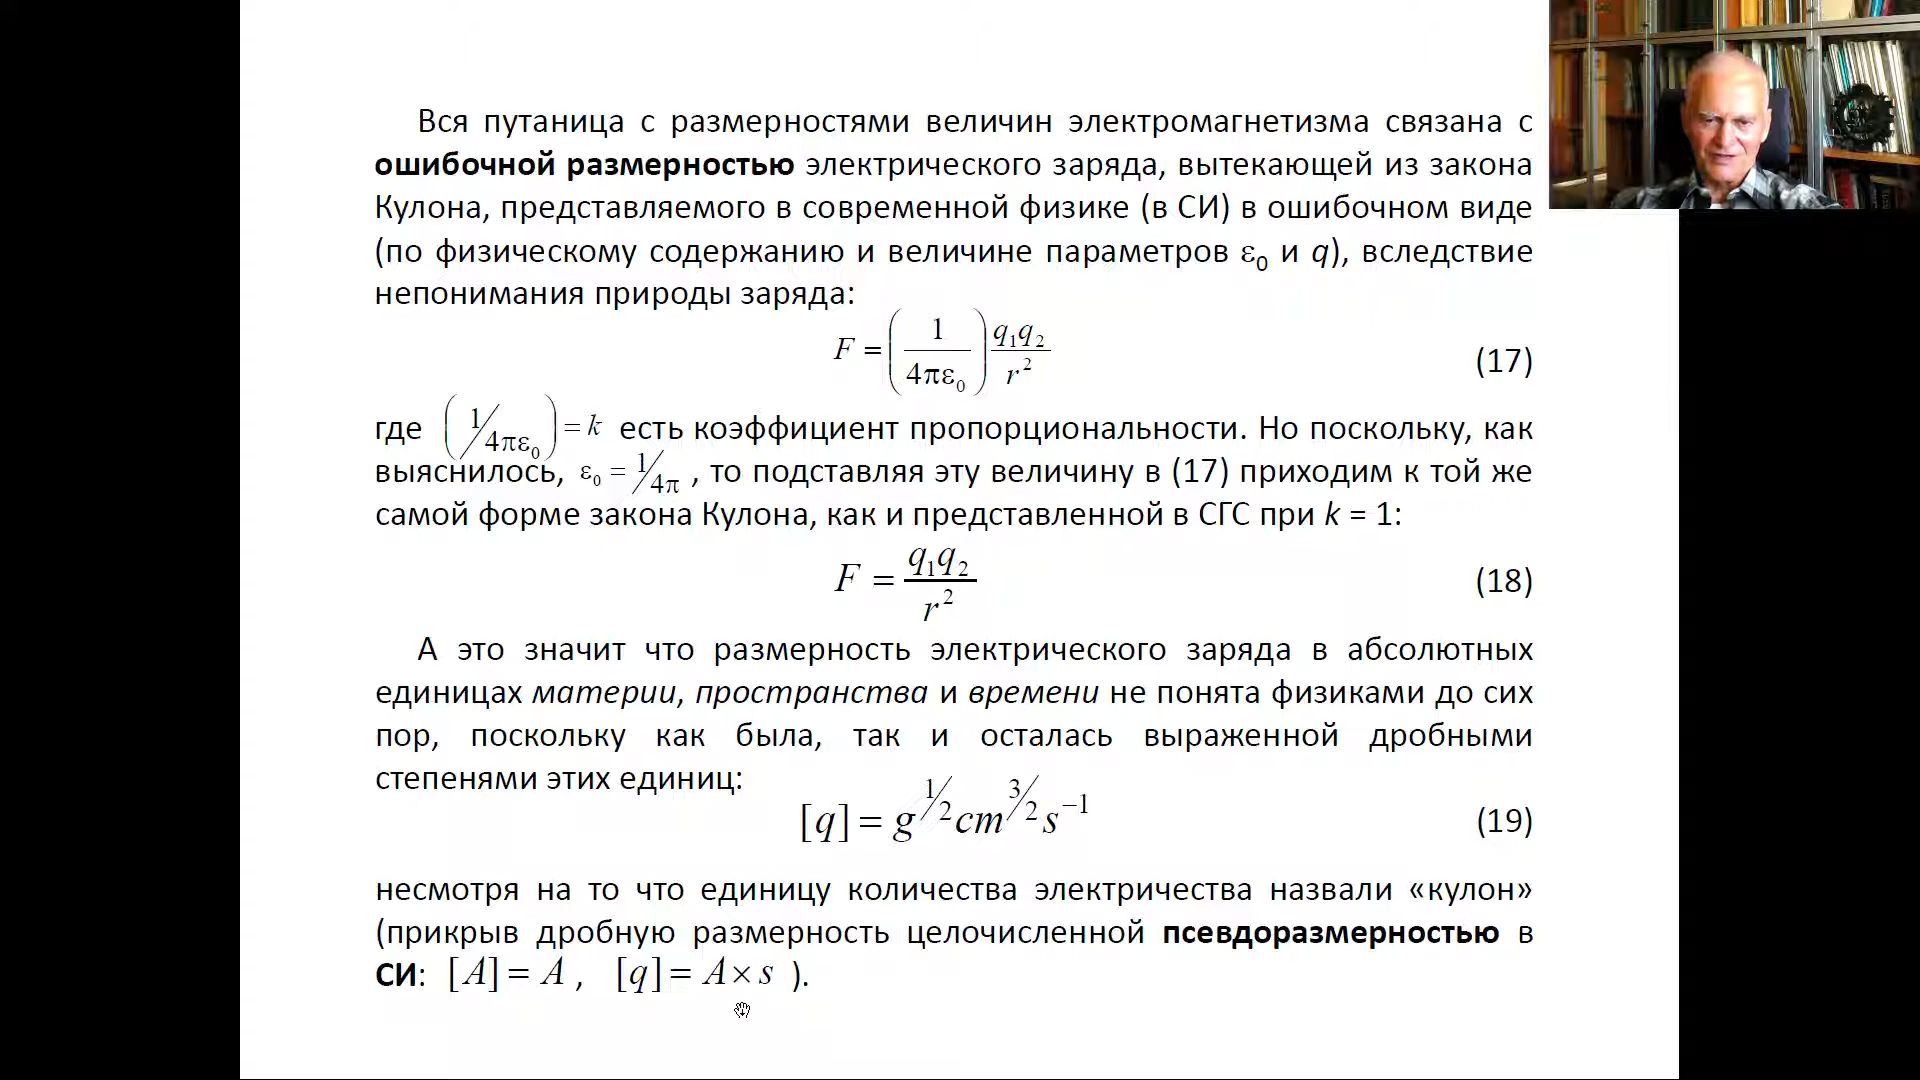 Вся путаница с размерностями величин электромагнетизма связана с
ошибочной размерностью электрического заряда, вытекающей из закона
Кулона, представляемого в современной физике (в СИ) в ошибочном виде
(по физическому содержанию и величине параметров ε₀ и q), вследствие
непонимания природы заряда:
F = (1/4πε₀) q₁q₂/r² (17)
где (1/4πε₀) = k есть коэффициент пропорциональности. Но поскольку, как
выяснилось, ε₀ = 1/4π , то подставляя эту величину в (17) приходим к той же
самой форме закона Кулона, как и представленной в СГС при k = 1:
F = q₁q₂/r² (18)
А это значит что размерность электрического заряда в абсолютных
единицах материи, пространства и времени не понята физиками до сих
пор, поскольку как была, так и осталась выраженной дробными
степенями этих единиц:
[q] = g^1/2 cm^3/2 s⁻¹ (19)
несмотря на то что единицу количества электричества назвали «кулон»
(прикрыв дробную размерность целочисленной псевдоразмерностью в
СИ: [A] = A , [q] = A × s ).